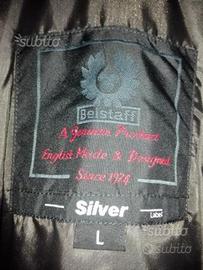 subito
Belstaff
A Genuine Product
English Made & Designed
Since 1924
Silver
Label
L
subito